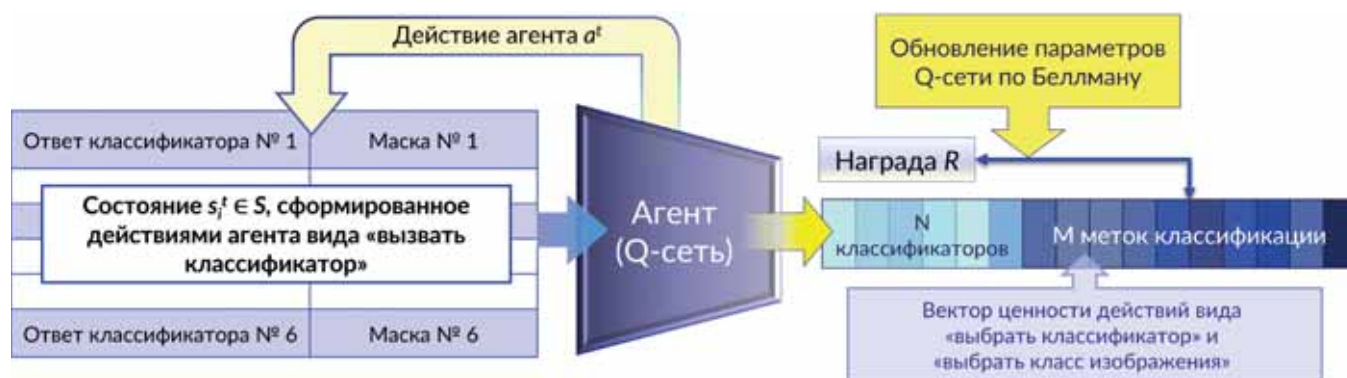 Действие агента aᵗ
Ответ классификатора № 1
Маска № 1
Состояние sᵢᵗ ∈ S, сформированное
действиями агента вида «вызвать
классификатор»
Ответ классификатора № 6
Маска № 6
Агент
(Q-сеть)
Обновление параметров
Q-сети по Беллману
Награда R
N
классификаторов
М меток классификации
Вектор ценности действий вида
«выбрать классификатор» и
«выбрать класс изображения»